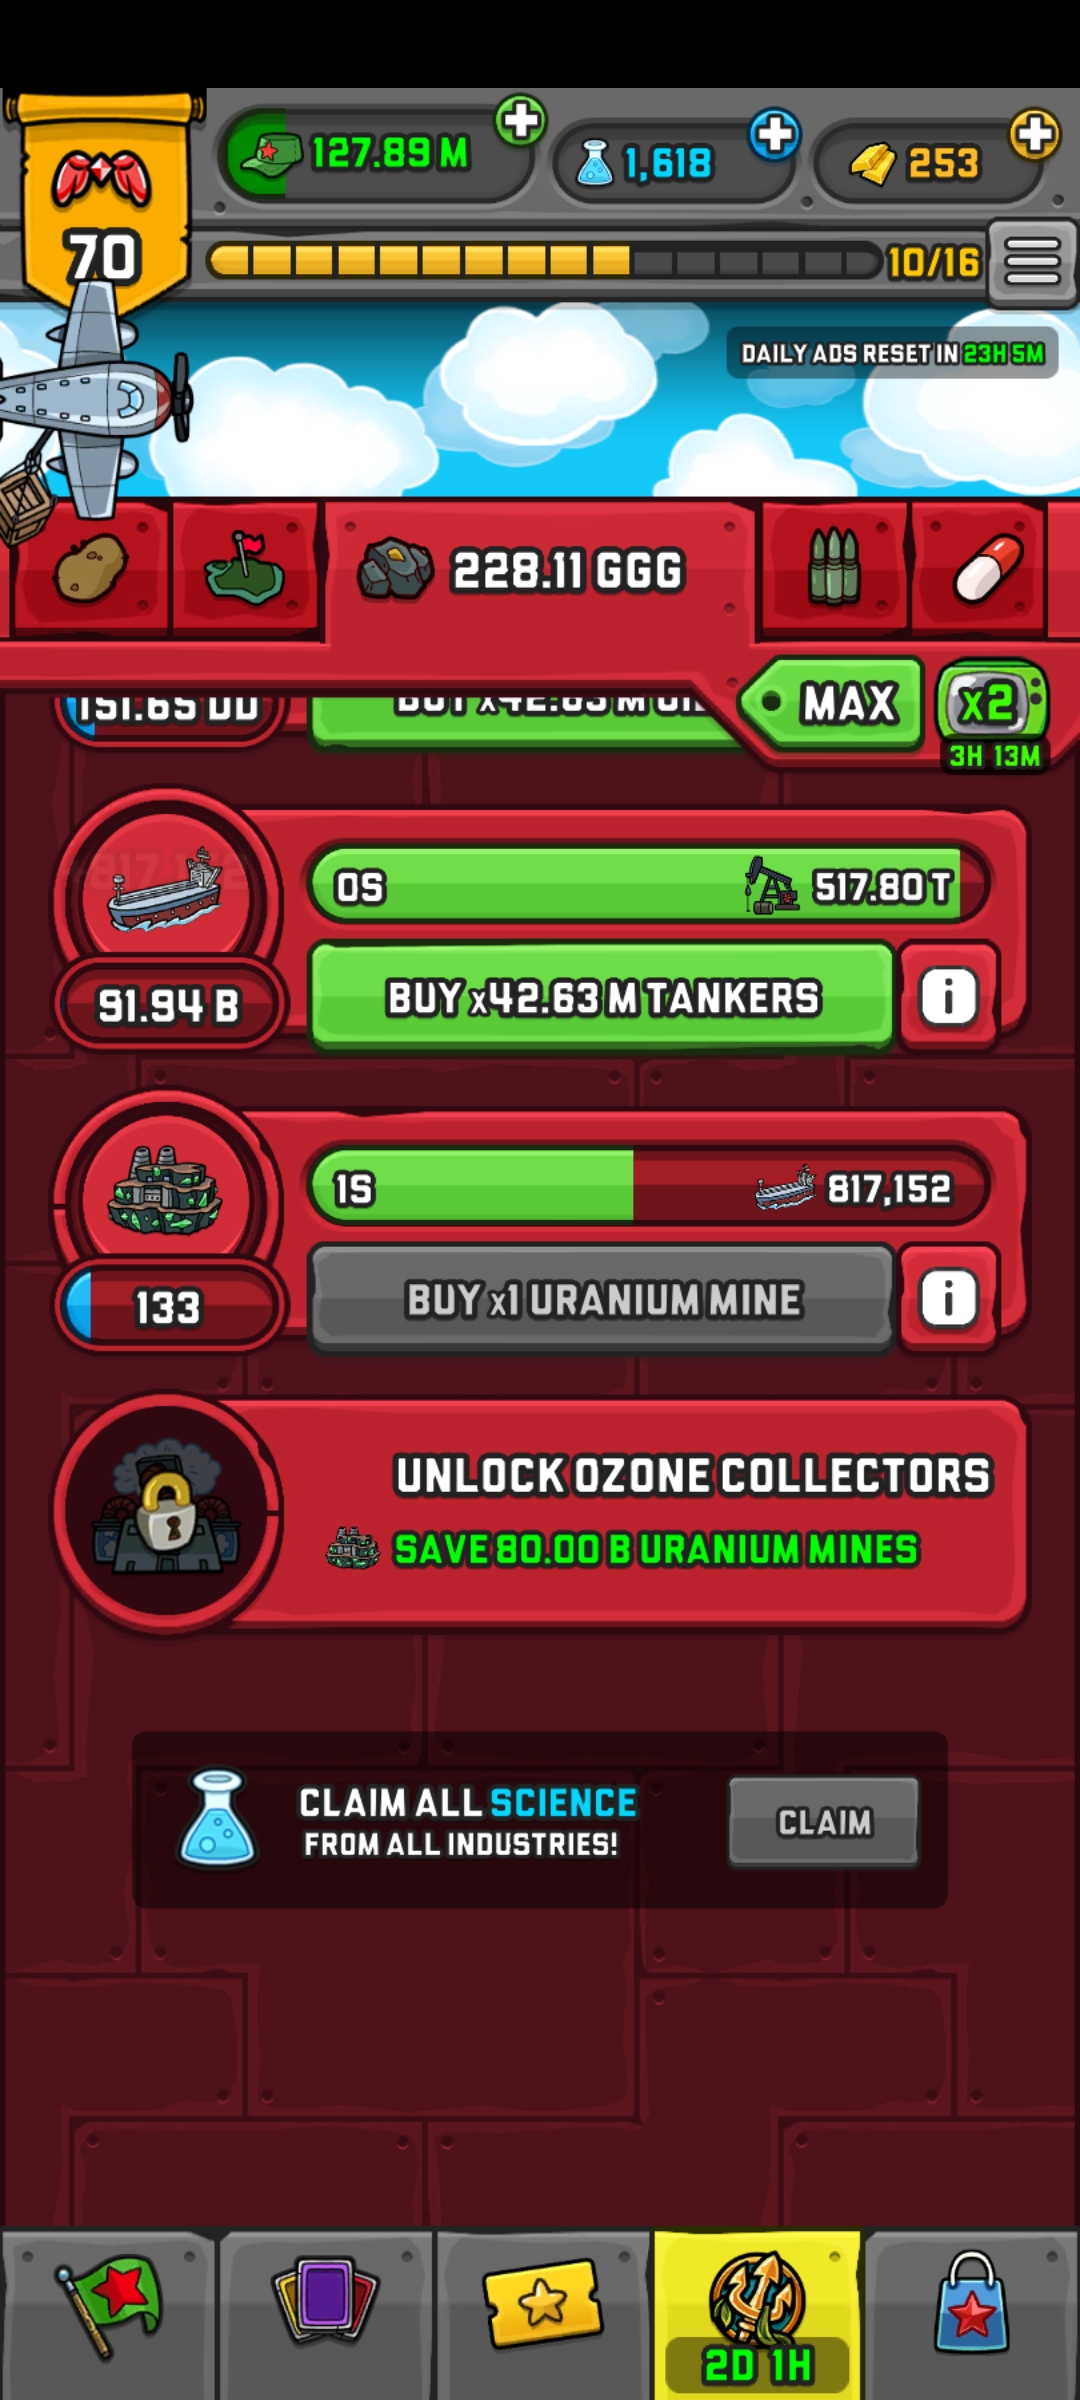 127.89 M
1,618
253
70
10/16
DAILY ADS RESET IN 23H 5M
228.11 GGG
MAX
x2
3H 13M
0S
517.80 T
91.94 B
BUY x42.63 M TANKERS
1S
817,152
133
BUY x1 URANIUM MINE
UNLOCK OZONE COLLECTORS
SAVE 80.00 B URANIUM MINES
CLAIM ALL SCIENCE
FROM ALL INDUSTRIES!
CLAIM
2D 1H